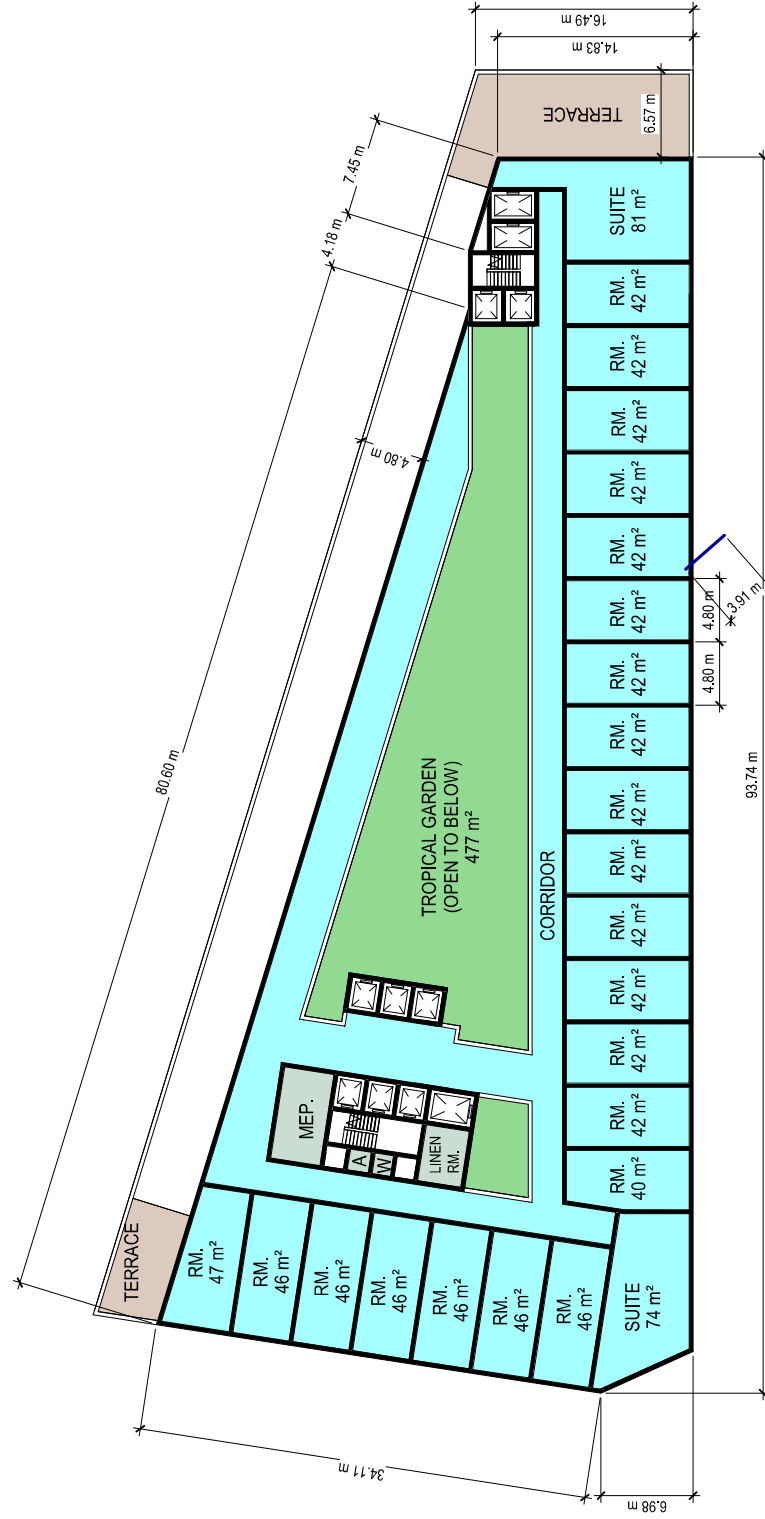 16.49 m
14.83 m
TERRACE
6.57 m
7.45 m
4.18 m
SUITE
81 m²
RM.
42 m²
RM.
42 m²
RM.
42 m²
4.80 m
RM.
42 m²
RM.
42 m²
3.91 m
4.80 m
RM.
42 m²
4.80 m
RM.
42 m²
80.60 m
93.74 m
RM.
42 m²
TROPICAL GARDEN
(OPEN TO BELOW)
477 m²
RM.
42 m²
CORRIDOR
RM.
42 m²
RM.
42 m²
RM.
42 m²
RM.
42 m²
RM.
42 m²
MEP.
A
W
LINEN
RM.
RM.
40 m²
TERRACE
RM.
47 m²
RM.
46 m²
RM.
46 m²
RM.
46 m²
RM.
46 m²
RM.
46 m²
RM.
46 m²
SUITE
74 m²
34.11 m
6.98 m